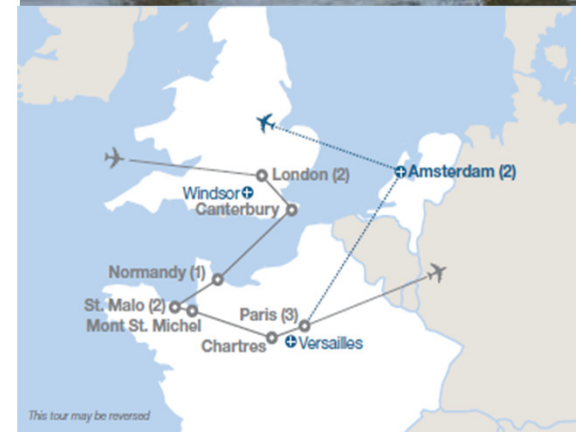 London (2)
Amsterdam (2)
Windsor
Canterbury
Normandy (1)
St. Malo (2)
Mont St. Michel
Paris (3)
Chartres
Versailles
This tour may be reversed